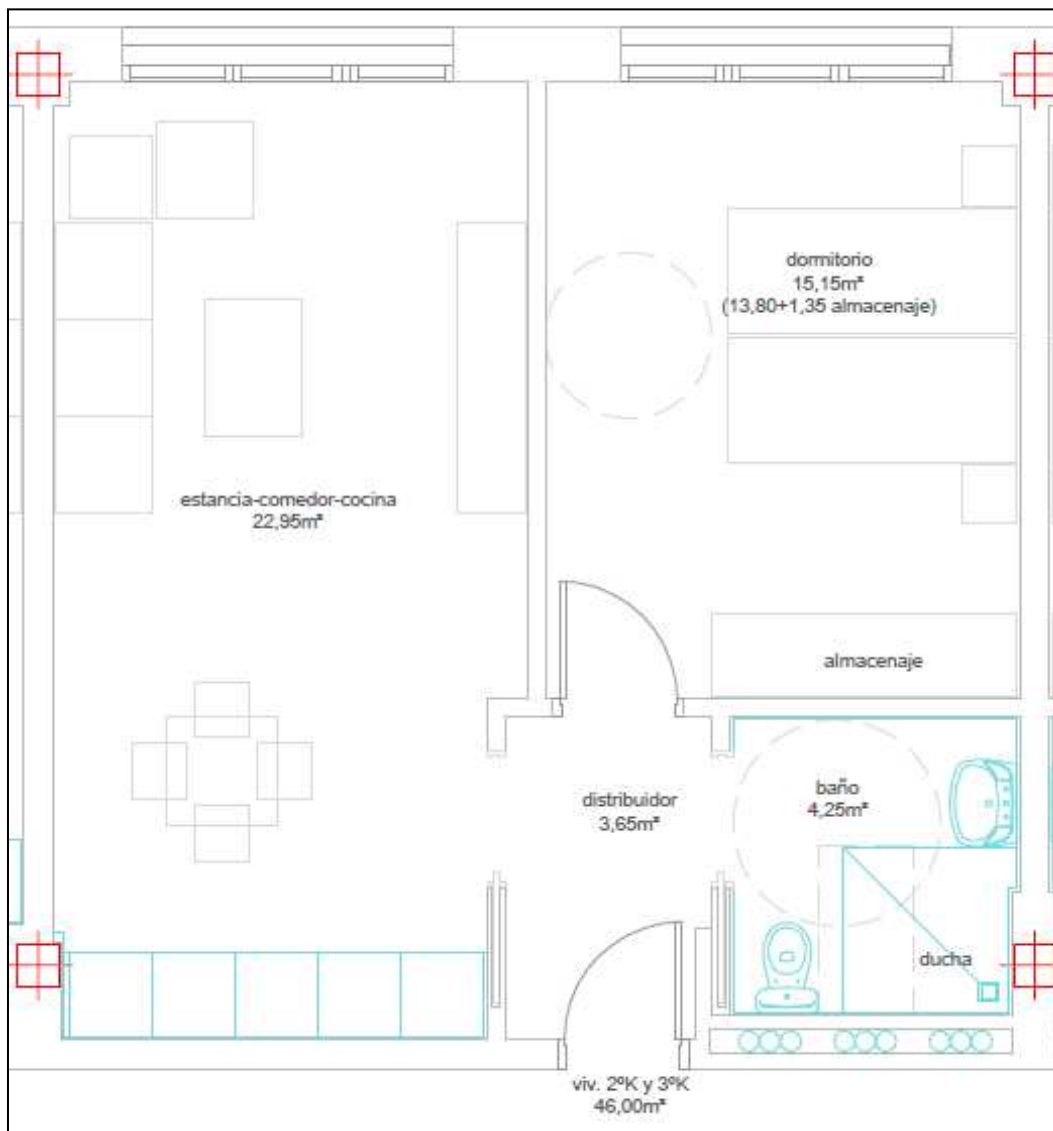 dormitorio
15,15m²
(13,80+1,35 almacenaje)
estancia-comedor-cocina
22,95m²
almacenaje
distribuidor
3,65m²
baño
4,25m²
ducha
viv. 2ºK y 3ºK
46,00m²